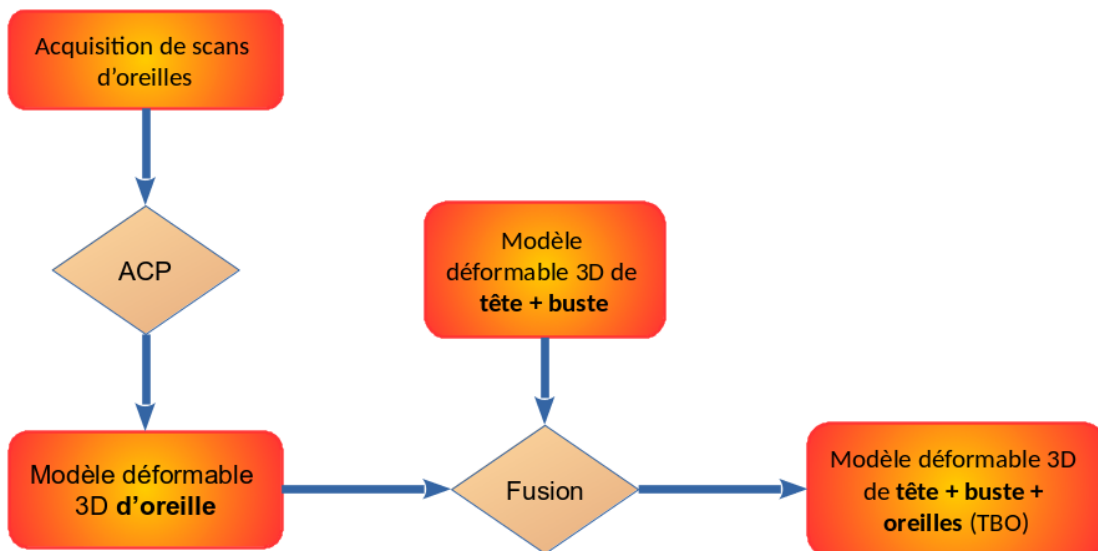 Acquisition de scans
d’oreilles
ACP
Modèle
déformable 3D de
tête + buste
Modèle déformable
3D d’oreille
Fusion
Modèle déformable 3D
de tête + buste +
oreilles (TBO)